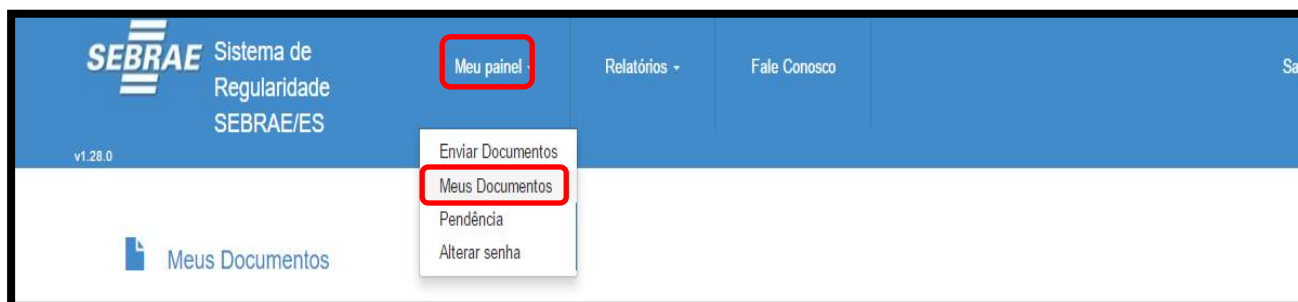 SEBRAE
Sistema de
Regularidade
SEBRAE/ES
v1.28.0
Meu painel
Relatórios
Fale Conosco
Sa
Enviar Documentos
Meus Documentos
Pendência
Alterar senha
Meus Documentos